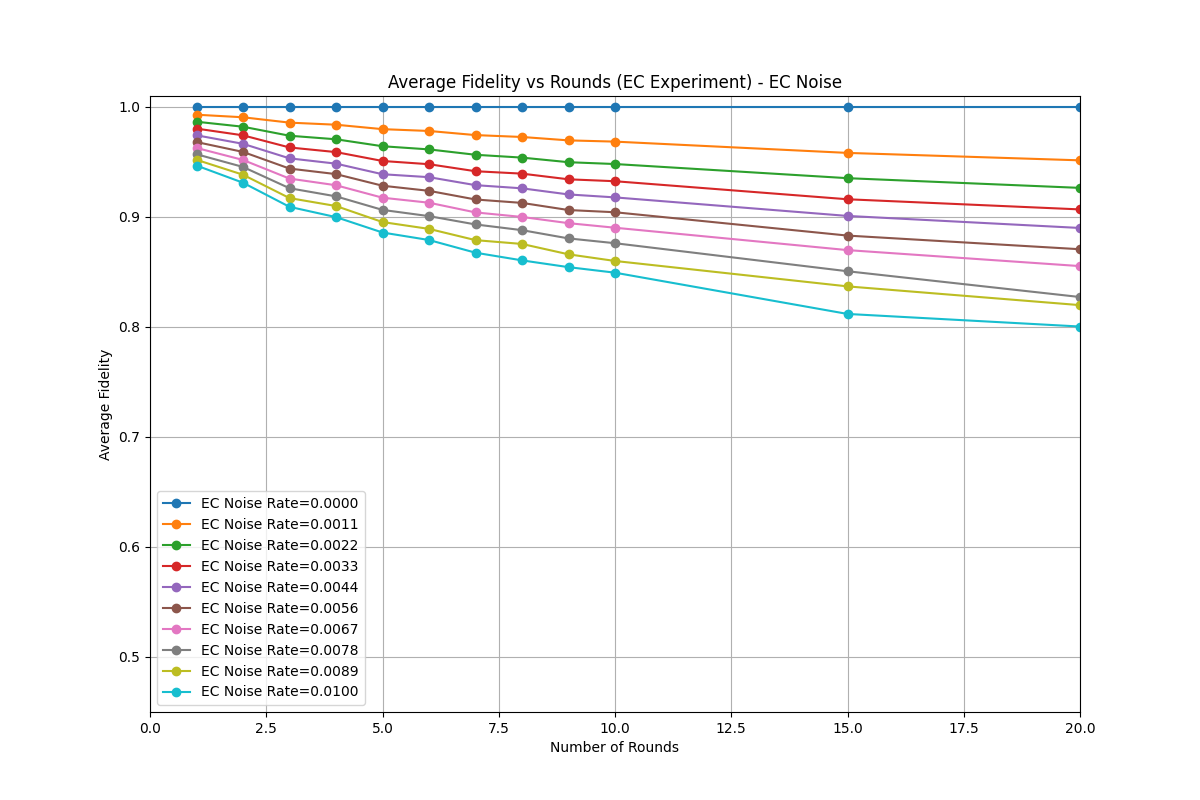 Average Fidelity vs Rounds (EC Experiment) - EC Noise
1.0
0.9
0.8
0.7
0.6
0.5
Average Fidelity
EC Noise Rate=0.0000
EC Noise Rate=0.0011
EC Noise Rate=0.0022
EC Noise Rate=0.0033
EC Noise Rate=0.0044
EC Noise Rate=0.0056
EC Noise Rate=0.0067
EC Noise Rate=0.0078
EC Noise Rate=0.0089
EC Noise Rate=0.0100
0.0 2.5 5.0 7.5 10.0 12.5 15.0 17.5 20.0
Number of Rounds